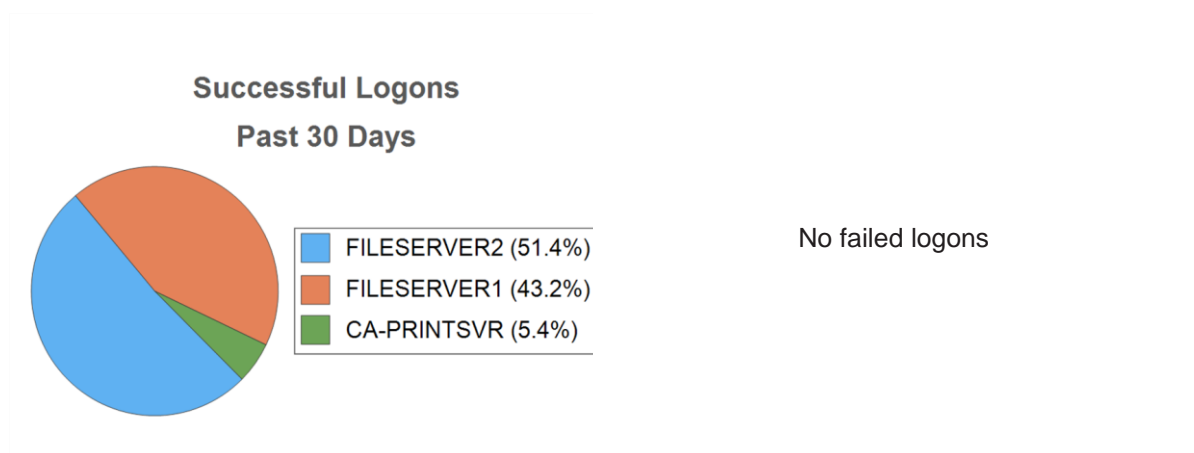 Successful Logons
Past 30 Days
FILESERVER2 (51.4%)
FILESERVER1 (43.2%)
CA-PRINTSVR (5.4%)
No failed logons